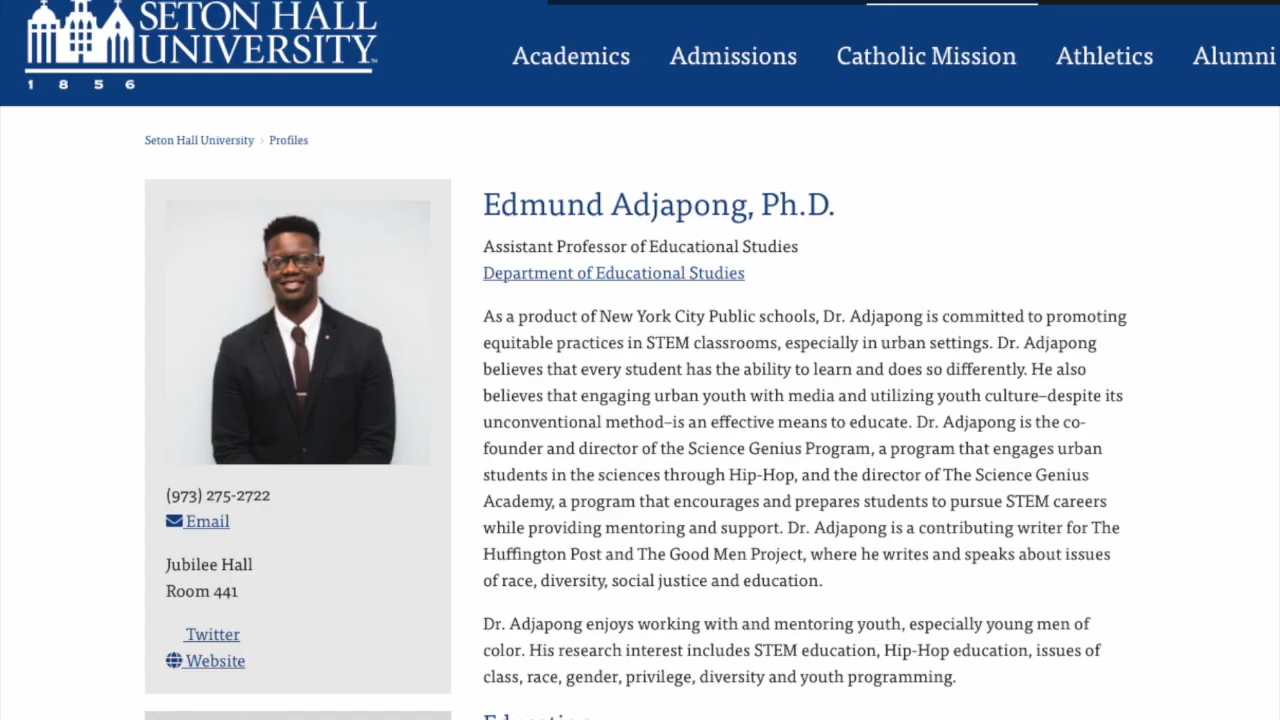 SETON HALL
UNIVERSITY
1856
Academics
Admissions
Catholic Mission
Athletics
Alumni
Seton Hall University › Profiles
(973) 275-2722
Email
Jubilee Hall
Room 441
Twitter
Website
Edmund Adjapong, Ph.D.
Assistant Professor of Educational Studies
Department of Educational Studies
As a product of New York City Public schools, Dr. Adjapong is committed to promoting
equitable practices in STEM classrooms, especially in urban settings. Dr. Adjapong
believes that every student has the ability to learn and does so differently. He also
believes that engaging urban youth with media and utilizing youth culture–despite its
unconventional method–is an effective means to educate. Dr. Adjapong is the co-
founder and director of the Science Genius Program, a program that engages urban
students in the sciences through Hip-Hop, and the director of The Science Genius
Academy, a program that encourages and prepares students to pursue STEM careers
while providing mentoring and support. Dr. Adjapong is a contributing writer for The
Huffington Post and The Good Men Project, where he writes and speaks about issues
of race, diversity, social justice and education.
Dr. Adjapong enjoys working with and mentoring youth, especially young men of
color. His research interest includes STEM education, Hip-Hop education, issues of
class, race, gender, privilege, diversity and youth programming.
Education